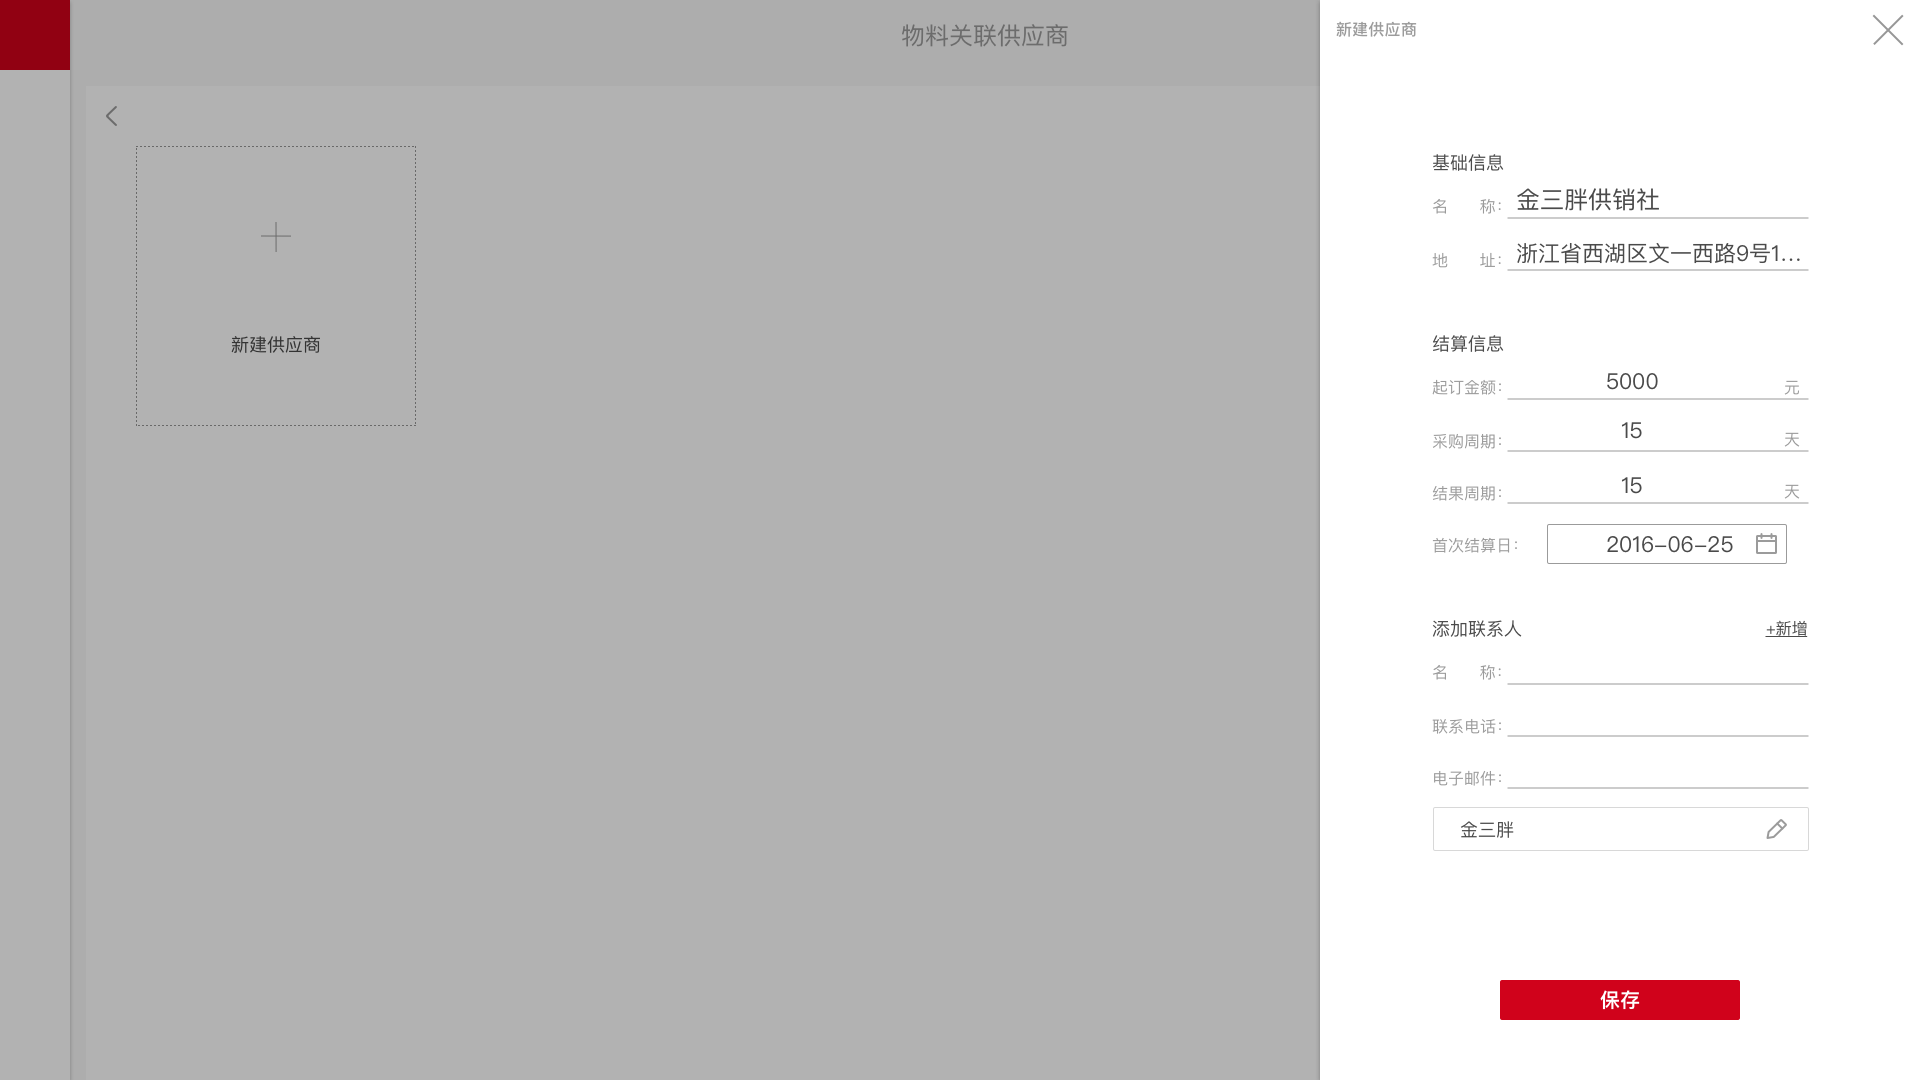 物料关联供应商
新建供应商
新建供应商
基础信息
名 称：金三胖供销社
地 址：浙江省西湖区文一西路9号1...
结算信息
起订金额：5000 元
采购周期：15 天
结果周期：15 天
首次结算日：2016-06-25
添加联系人 +新增
名 称：
联系电话：
电子邮件：
金三胖
保存